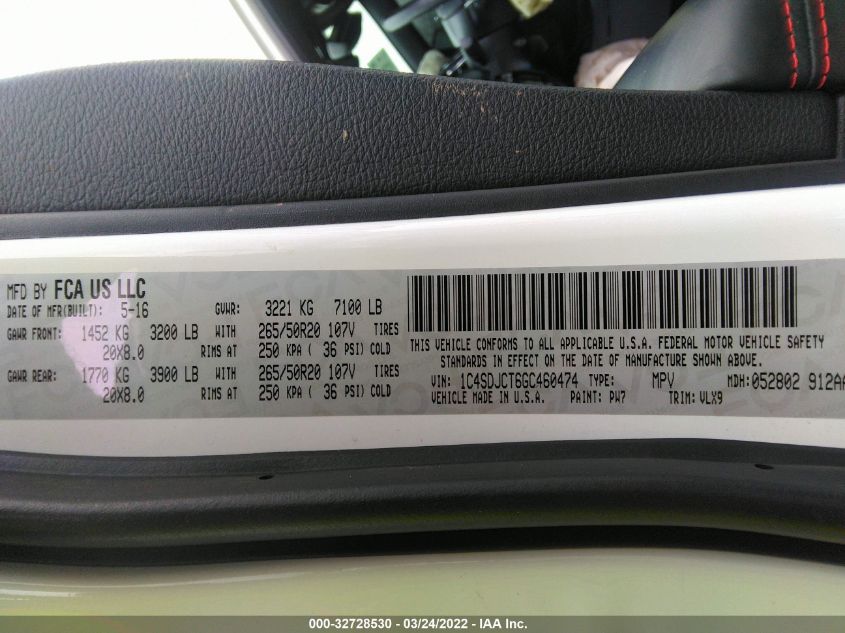 MFD BY FCA US LLC
DATE OF MFR(BUILT): 5-16 GVWR: 3221 KG 7100 LB
GAWR FRONT: 1452 KG 3200 LB WITH 265/50R20 107V TIRES
20X8.0 RIMS AT 250 KPA ( 36 PSI) COLD
GAWR REAR: 1770 KG 3900 LB WITH 265/50R20 107V TIRES
20X8.0 RIMS AT 250 KPA ( 36 PSI) COLD
THIS VEHICLE CONFORMS TO ALL APPLICABLE U.S.A. FEDERAL MOTOR VEHICLE SAFETY
STANDARDS IN EFFECT ON THE DATE OF MANUFACTURE SHOWN ABOVE.
VIN: 1C4SDJCT6GC460474 TYPE: MPV MDH: 052802 912AA
VEHICLE MADE IN U.S.A. PAINT: PW7 TRIM: VLX9
000-32728530 - 03/24/2022 - IAA Inc.